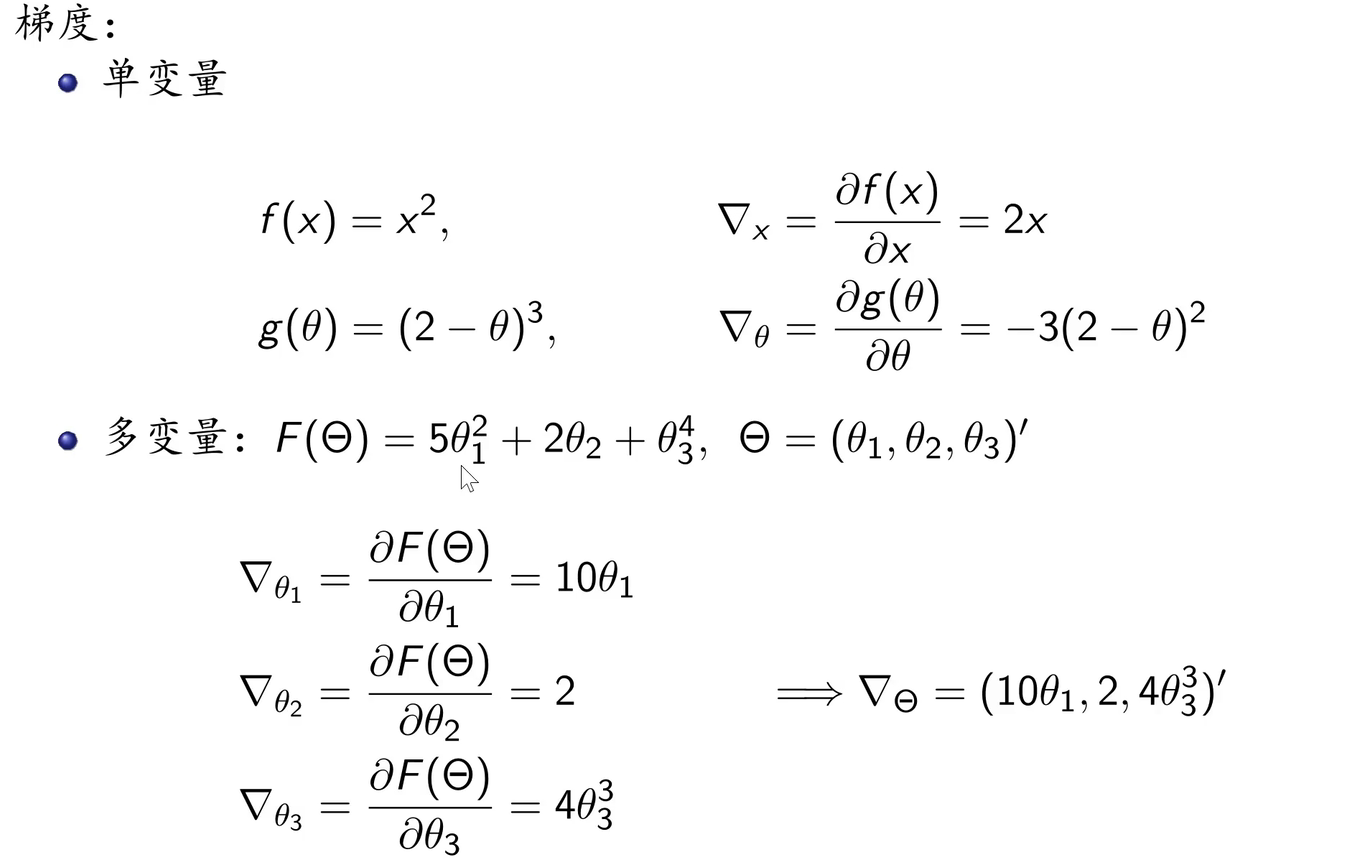 梯度：
单变量
f(x) = x², ∇ₓ = ∂f(x)/∂x = 2x
g(θ) = (2 − θ)³, ∇_θ = ∂g(θ)/∂θ = −3(2 − θ)²
多变量：F(Θ) = 5θ₁² + 2θ₂ + θ₃⁴, Θ = (θ₁, θ₂, θ₃)′
∇_θ₁ = ∂F(Θ)/∂θ₁ = 10θ₁
∇_θ₂ = ∂F(Θ)/∂θ₂ = 2 ⟹ ∇_Θ = (10θ₁, 2, 4θ₃³)′
∇_θ₃ = ∂F(Θ)/∂θ₃ = 4θ₃³